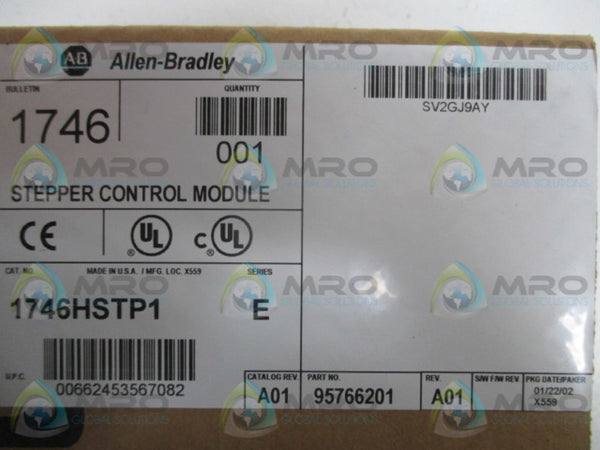 AB Allen-Bradley
BULLETIN
QUANTITY
1746
001
SV2GJ9AY
STEPPER CONTROL MODULE
CE UL c UL
CAT. NO.
MADE IN U.S.A. / MFG. LOC. X559
SERIES
1746HSTP1
E
U.P.C.
00662453567082
CATALOG REV.
A01
PART NO.
95766201
REV.
A01
S/W F/W REV.
PKG DATE/PAKER
01/22/02
X559
MRO
GLOBAL SOLUTIONS